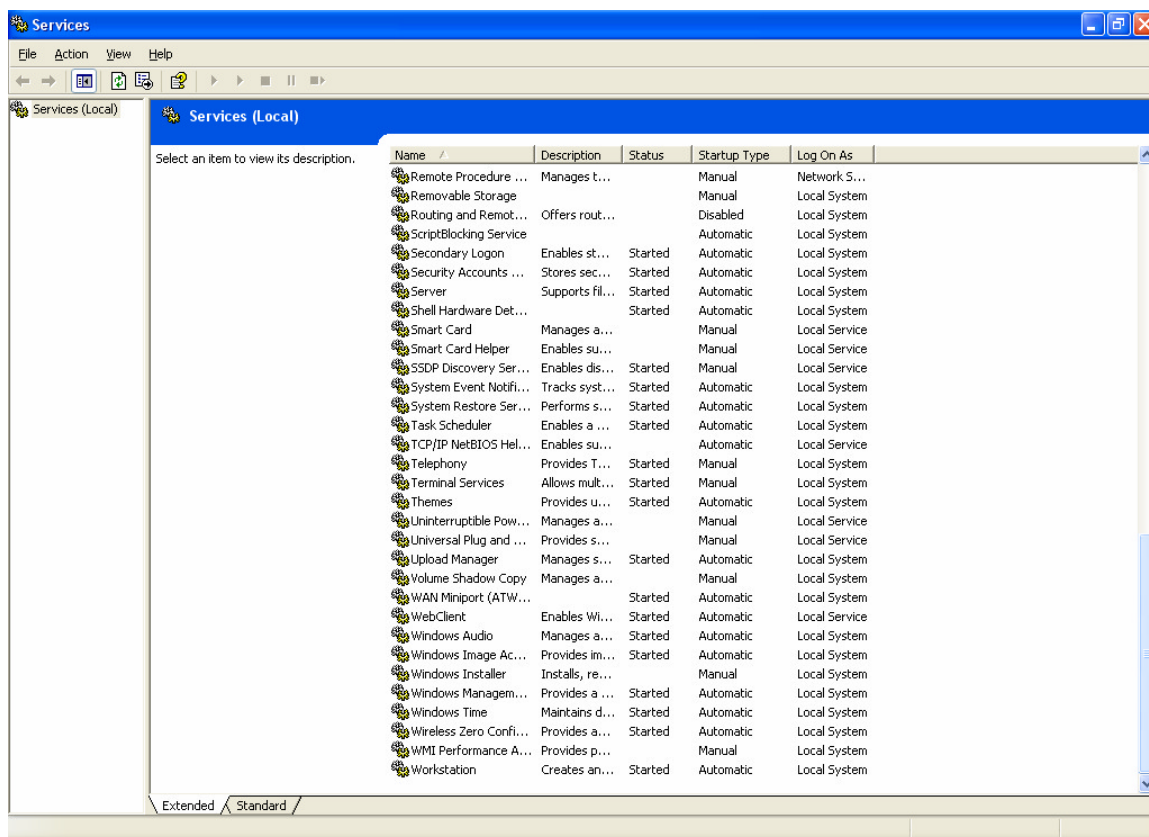 Services
File Action View Help
Services (Local)
Services (Local)
Select an item to view its description.
Name Description Status Startup Type Log On As
Remote Procedure ... Manages t... Manual Network S...
Removable Storage Manual Local System
Routing and Remot... Offers rout... Disabled Local System
ScriptBlocking Service Automatic Local System
Secondary Logon Enables st... Started Automatic Local System
Security Accounts ... Stores sec... Started Automatic Local System
Server Supports fil... Started Automatic Local System
Shell Hardware Det... Started Automatic Local System
Smart Card Manages a... Manual Local Service
Smart Card Helper Enables su... Manual Local Service
SSDP Discovery Ser... Enables dis... Started Manual Local Service
System Event Notifi... Tracks syst... Started Automatic Local System
System Restore Ser... Performs s... Started Automatic Local System
Task Scheduler Enables a ... Started Automatic Local System
TCP/IP NetBIOS Hel... Enables su... Automatic Local Service
Telephony Provides T... Started Manual Local System
Terminal Services Allows mult... Started Manual Local System
Themes Provides u... Started Automatic Local System
Uninterruptible Pow... Manages a... Manual Local Service
Universal Plug and ... Provides s... Manual Local Service
Upload Manager Manages s... Started Automatic Local System
Volume Shadow Copy Manages a... Manual Local System
WAN Miniport (ATW... Started Automatic Local System
WebClient Enables Wi... Started Automatic Local Service
Windows Audio Manages a... Started Automatic Local System
Windows Image Ac... Provides im... Started Automatic Local System
Windows Installer Installs, re... Manual Local System
Windows Managem... Provides a ... Started Automatic Local System
Windows Time Maintains d... Started Automatic Local System
Wireless Zero Confi... Provides a... Started Automatic Local System
WMI Performance A... Provides p... Manual Local System
Workstation Creates an... Started Automatic Local System
Extended Standard